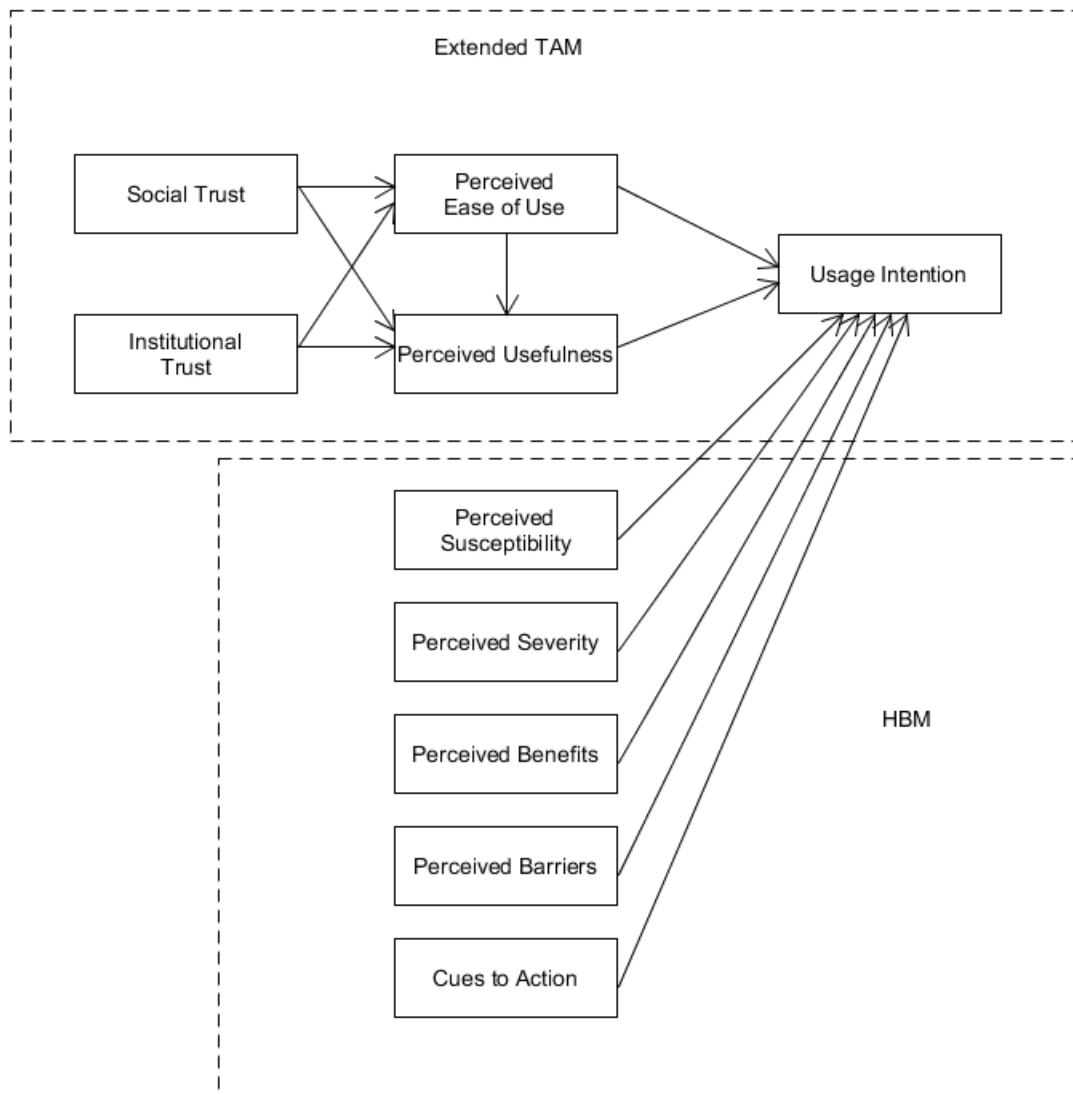 Extended TAM
Social Trust
Perceived
Ease of Use
Usage Intention
Institutional
Trust
Perceived Usefulness
Perceived
Susceptibility
Perceived Severity
HBM
Perceived Benefits
Perceived Barriers
Cues to Action